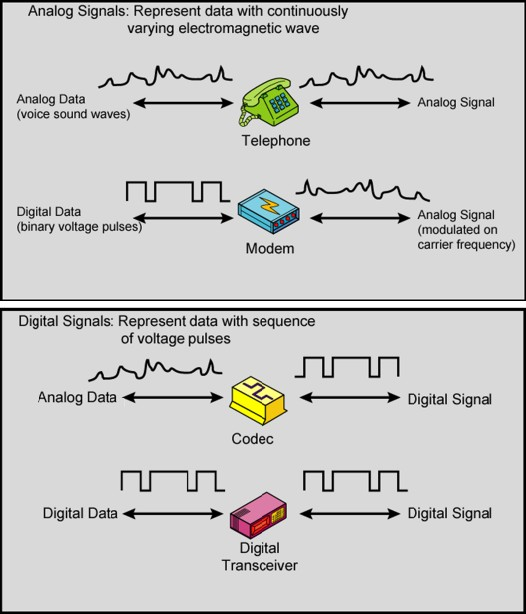 Analog Signals: Represent data with continuously
varying electromagnetic wave
Analog Data
(voice sound waves)
Analog Signal
Telephone
Digital Data
(binary voltage pulses)
Analog Signal
(modulated on
carrier frequency)
Modem
Digital Signals: Represent data with sequence
of voltage pulses
Analog Data
Digital Signal
Codec
Digital Data
Digital Signal
Digital
Transceiver